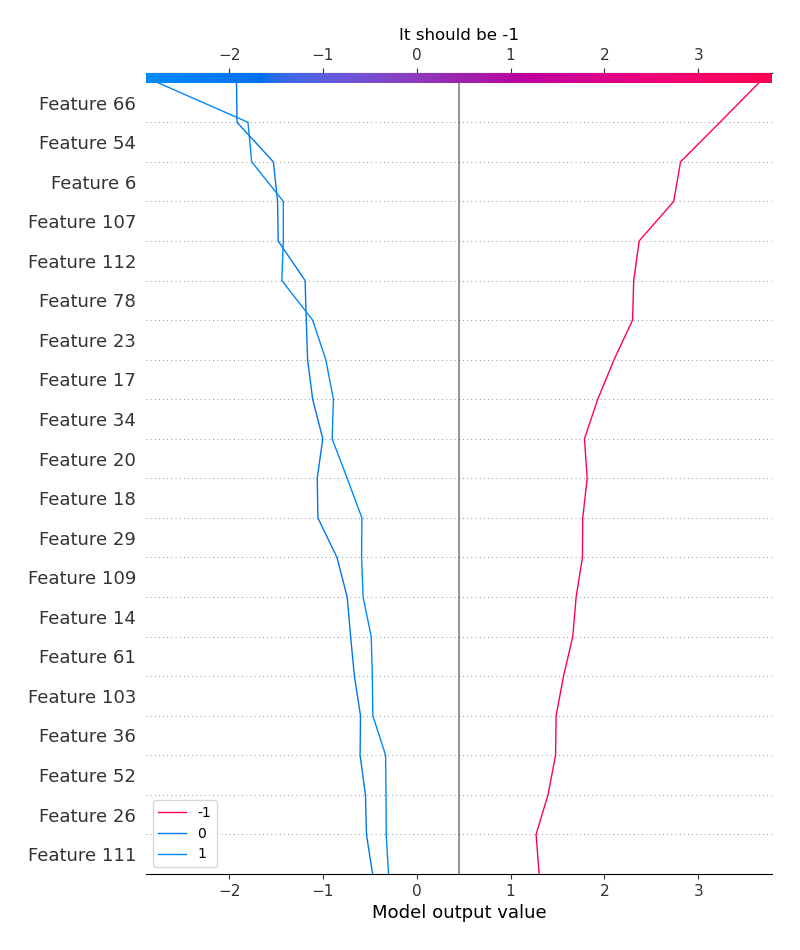 It should be -1
−2 −1 0 1 2 3
Feature 66
Feature 54
Feature 6
Feature 107
Feature 112
Feature 78
Feature 23
Feature 17
Feature 34
Feature 20
Feature 18
Feature 29
Feature 109
Feature 14
Feature 61
Feature 103
Feature 36
Feature 52
Feature 26
Feature 111
-1
0
1
−2 −1 0 1 2 3
Model output value